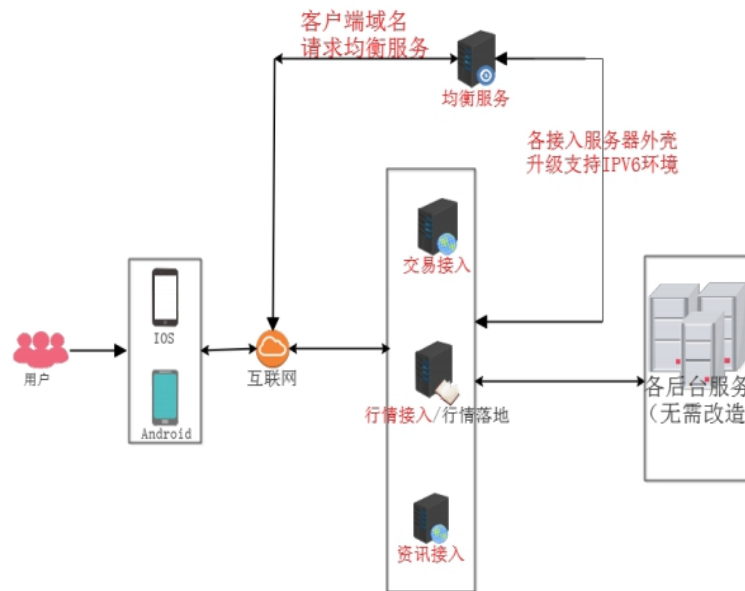 客户端域名
请求均衡服务
均衡服务
各接入服务器外壳
升级支持IPV6环境
交易接入
IOS
用户
互联网
Android
行情接入/行情落地
各后台服务
（无需改造
资讯接入